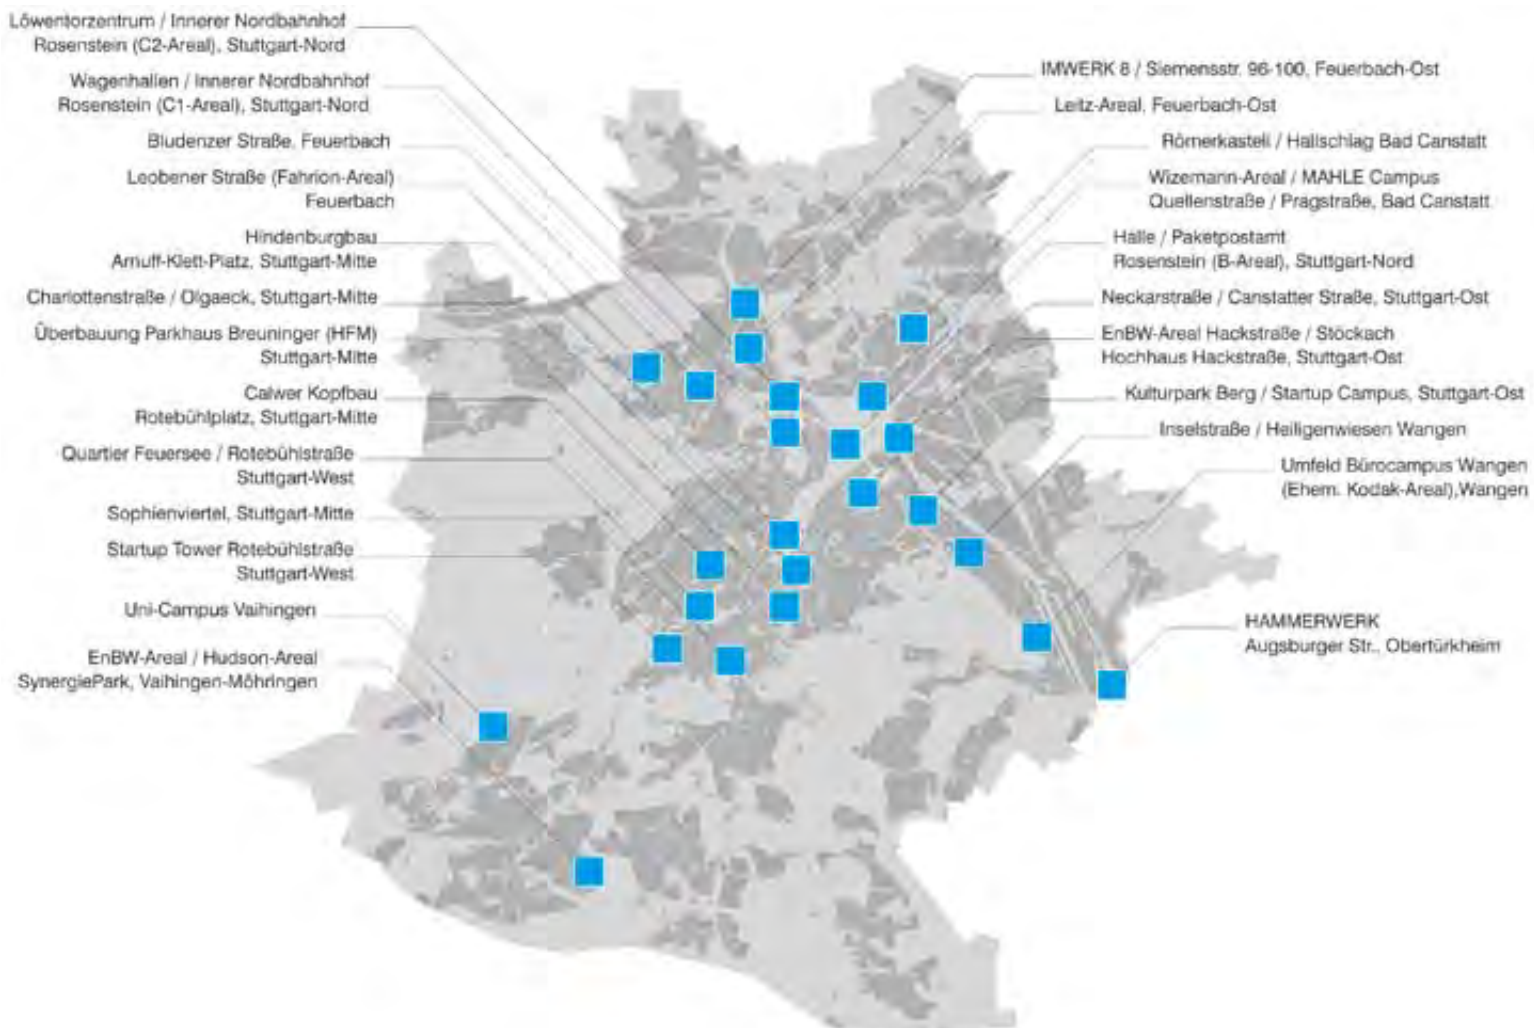 Löwentorzentrum / Innerer Nordbahnhof
Rosenstein (C2-Areal), Stuttgart-Nord
Wagenhallen / Innerer Nordbahnhof
Rosenstein (C1-Areal), Stuttgart-Nord
Bludenzer Straße, Feuerbach
Leobener Straße (Fahrion-Areal)
Feuerbach
Hindenburgbau
Arnulf-Klett-Platz, Stuttgart-Mitte
Charlottenstraße / Olgaeck, Stuttgart-Mitte
Überbauung Parkhaus Breuninger (HFM)
Stuttgart-Mitte
Calwer Kopfbau
Rotebühlplatz, Stuttgart-Mitte
Quartier Feuersee / Rotebühlstraße
Stuttgart-West
Sophienviertel, Stuttgart-Mitte
Startup Tower Rotebühlstraße
Stuttgart-West
Uni-Campus Vaihingen
EnBW-Areal / Hudson-Areal
SynergiePark, Vaihingen-Möhringen
IMWERK 8 / Siemensstr. 96-100, Feuerbach-Ost
Leitz-Areal, Feuerbach-Ost
Römerkastell / Hallschlag Bad Canstatt
Wizemann-Areal / MAHLE Campus
Quellenstraße / Pragstraße, Bad Canstatt
Halle / Paketpostamt
Rosenstein (B-Areal), Stuttgart-Nord
Neckarstraße / Canstatter Straße, Stuttgart-Ost
EnBW-Areal Hackstraße / Stöckach
Hochhaus Hackstraße, Stuttgart-Ost
Kulturpark Berg / Startup Campus, Stuttgart-Ost
Inselstraße / Heiligenwiesen Wangen
Umfeld Bürocampus Wangen
(Ehem. Kodak-Areal),Wangen
HAMMERWERK
Augsburger Str., Obertürkheim